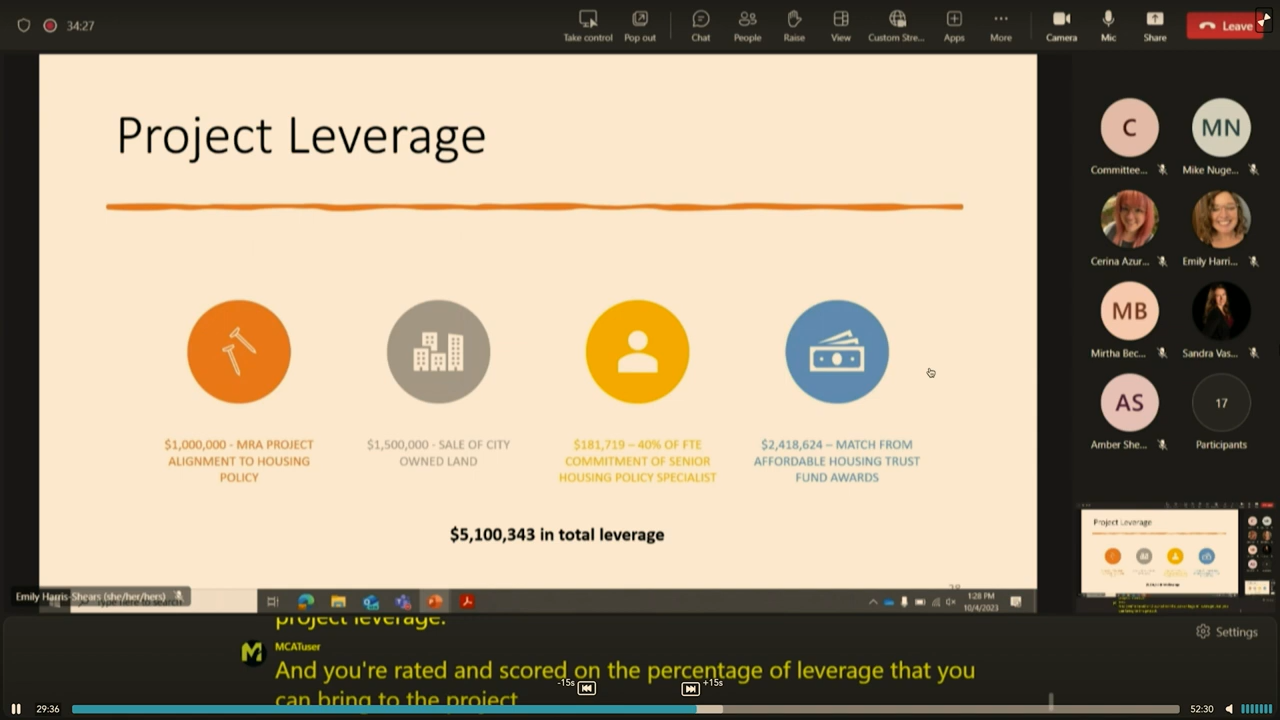 34:27
Take control
Pop out
Chat
People
Raise
View
Custom Stre...
Apps
More
Camera
Mic
Share
Leave
Project Leverage
$1,000,000 - MRA PROJECT
ALIGNMENT TO HOUSING
POLICY
$1,500,000 - SALE OF CITY
OWNED LAND
$181,719 – 40% OF FTE
COMMITMENT OF SENIOR
HOUSING POLICY SPECIALIST
$2,418,624 – MATCH FROM
AFFORDABLE HOUSING TRUST
FUND AWARDS
$5,100,343 in total leverage
C
Committee...
MN
Mike Nuge...
Cerina Azur...
Emily Harri...
MB
Mirtha Bec...
Sandra Vas...
AS
Amber She...
17
Participants
Project Leverage
Emily Harris-Shears (she/her/hers)
1:28 PM
10/4/2023
project leverage.
MCATuser
And you're rated and scored on the percentage of leverage that you
can bring to the project
Settings
-15s
+15s
29:36
52:30